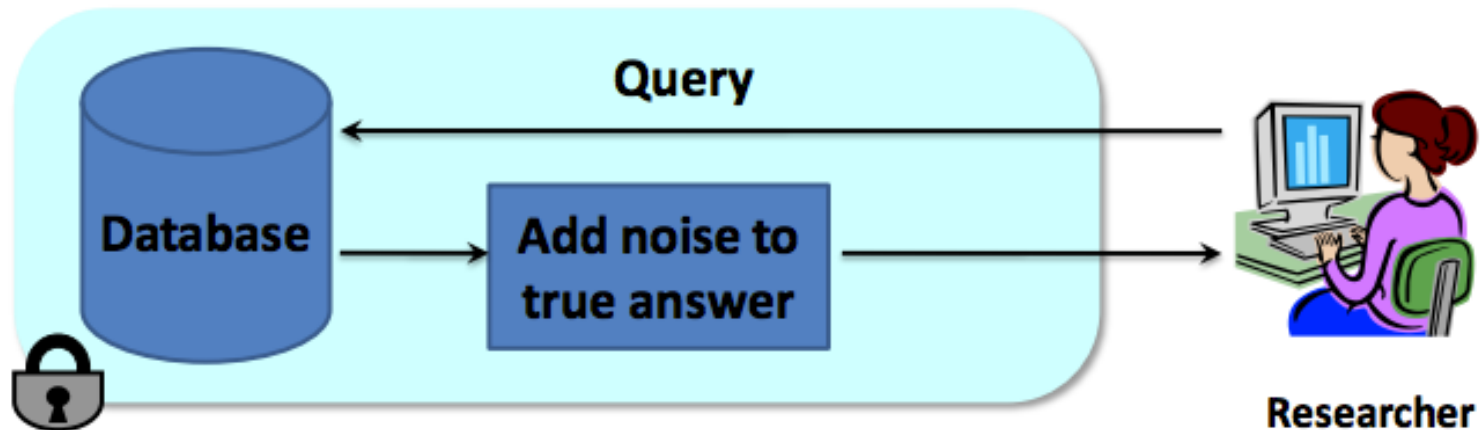 Query
Database
Add noise to
true answer
Researcher